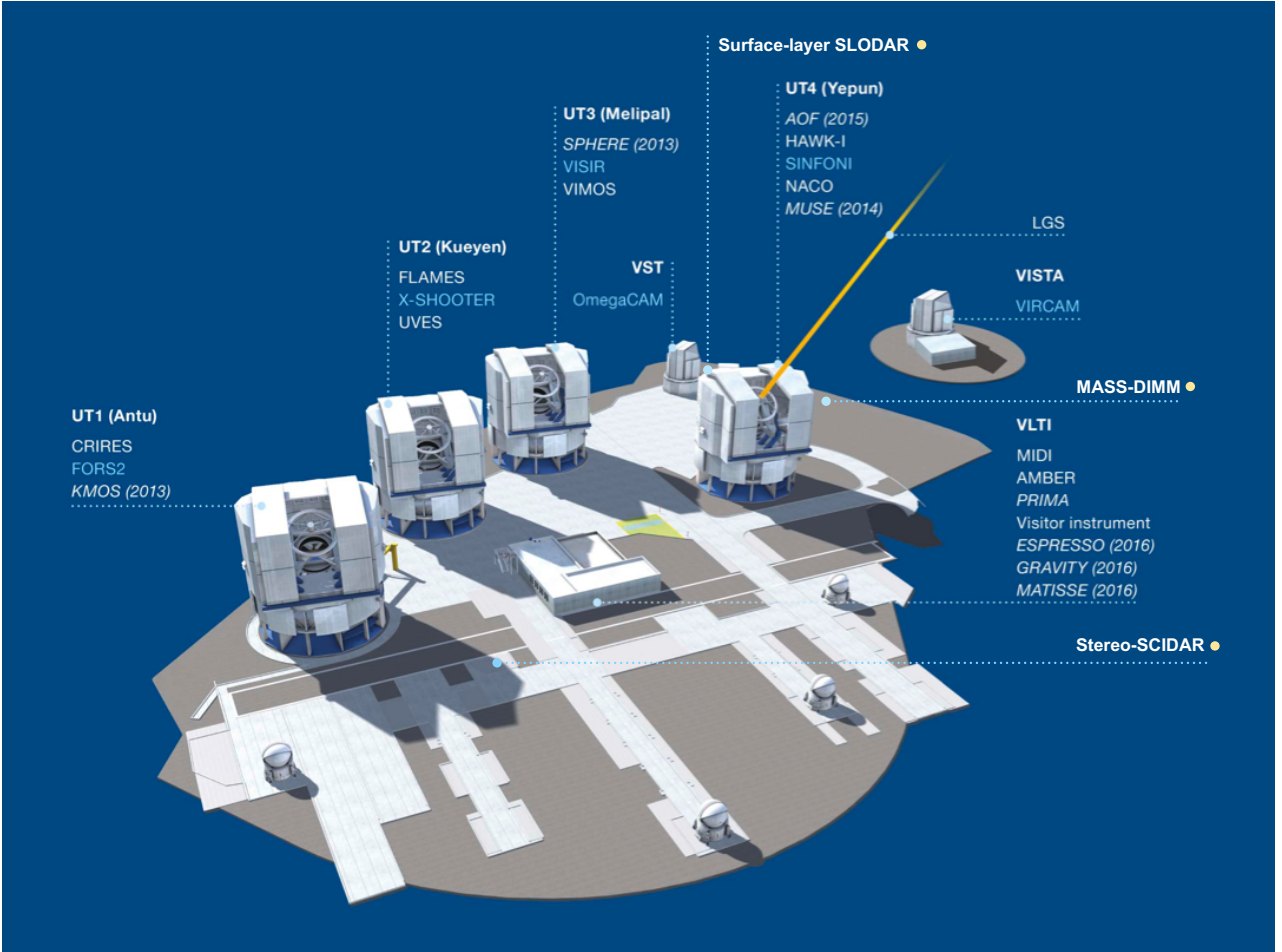 Surface-layer SLODAR
UT4 (Yepun)
AOF (2015)
HAWK-I
SINFONI
NACO
MUSE (2014)
UT3 (Melipal)
SPHERE (2013)
VISIR
VIMOS
LGS
UT2 (Kueyen)
FLAMES
X-SHOOTER
UVES
VST
OmegaCAM
VISTA
VIRCAM
MASS-DIMM
UT1 (Antu)
CRIRES
FORS2
KMOS (2013)
VLTI
MIDI
AMBER
PRIMA
Visitor instrument
ESPRESSO (2016)
GRAVITY (2016)
MATISSE (2016)
Stereo-SCIDAR